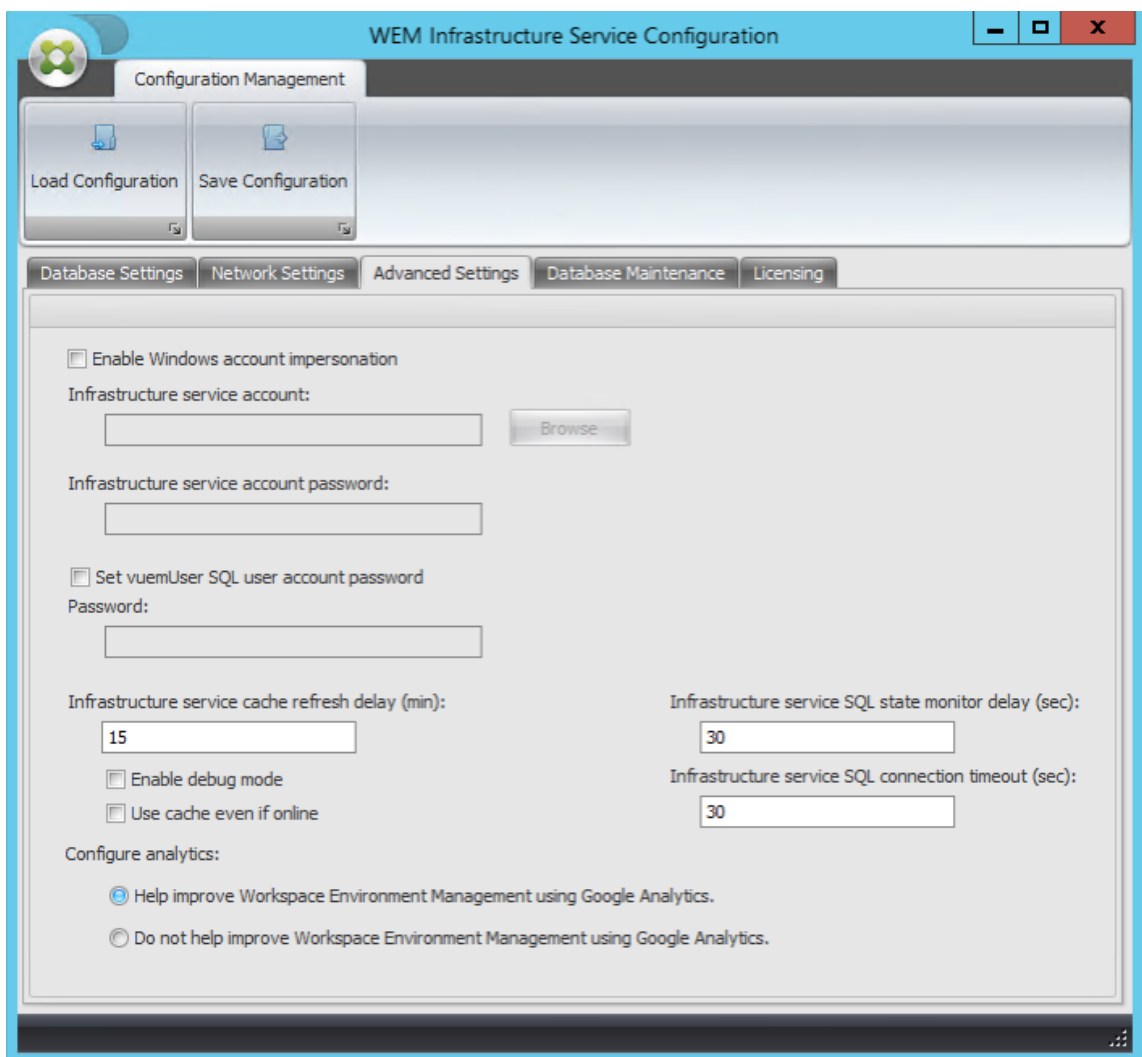 WEM Infrastructure Service Configuration
X
Configuration Management
Load Configuration
Save Configuration
Database Settings
Network Settings
Advanced Settings
Database Maintenance
Licensing
Enable Windows account impersonation
Infrastructure service account:
Browse
Infrastructure service account password:
Set vuemUser SQL user account password
Password:
Infrastructure service cache refresh delay (min):
15
Enable debug mode
Use cache even if online
Infrastructure service SQL state monitor delay (sec):
30
Infrastructure service SQL connection timeout (sec):
30
Configure analytics:
Help improve Workspace Environment Management using Google Analytics.
Do not help improve Workspace Environment Management using Google Analytics.